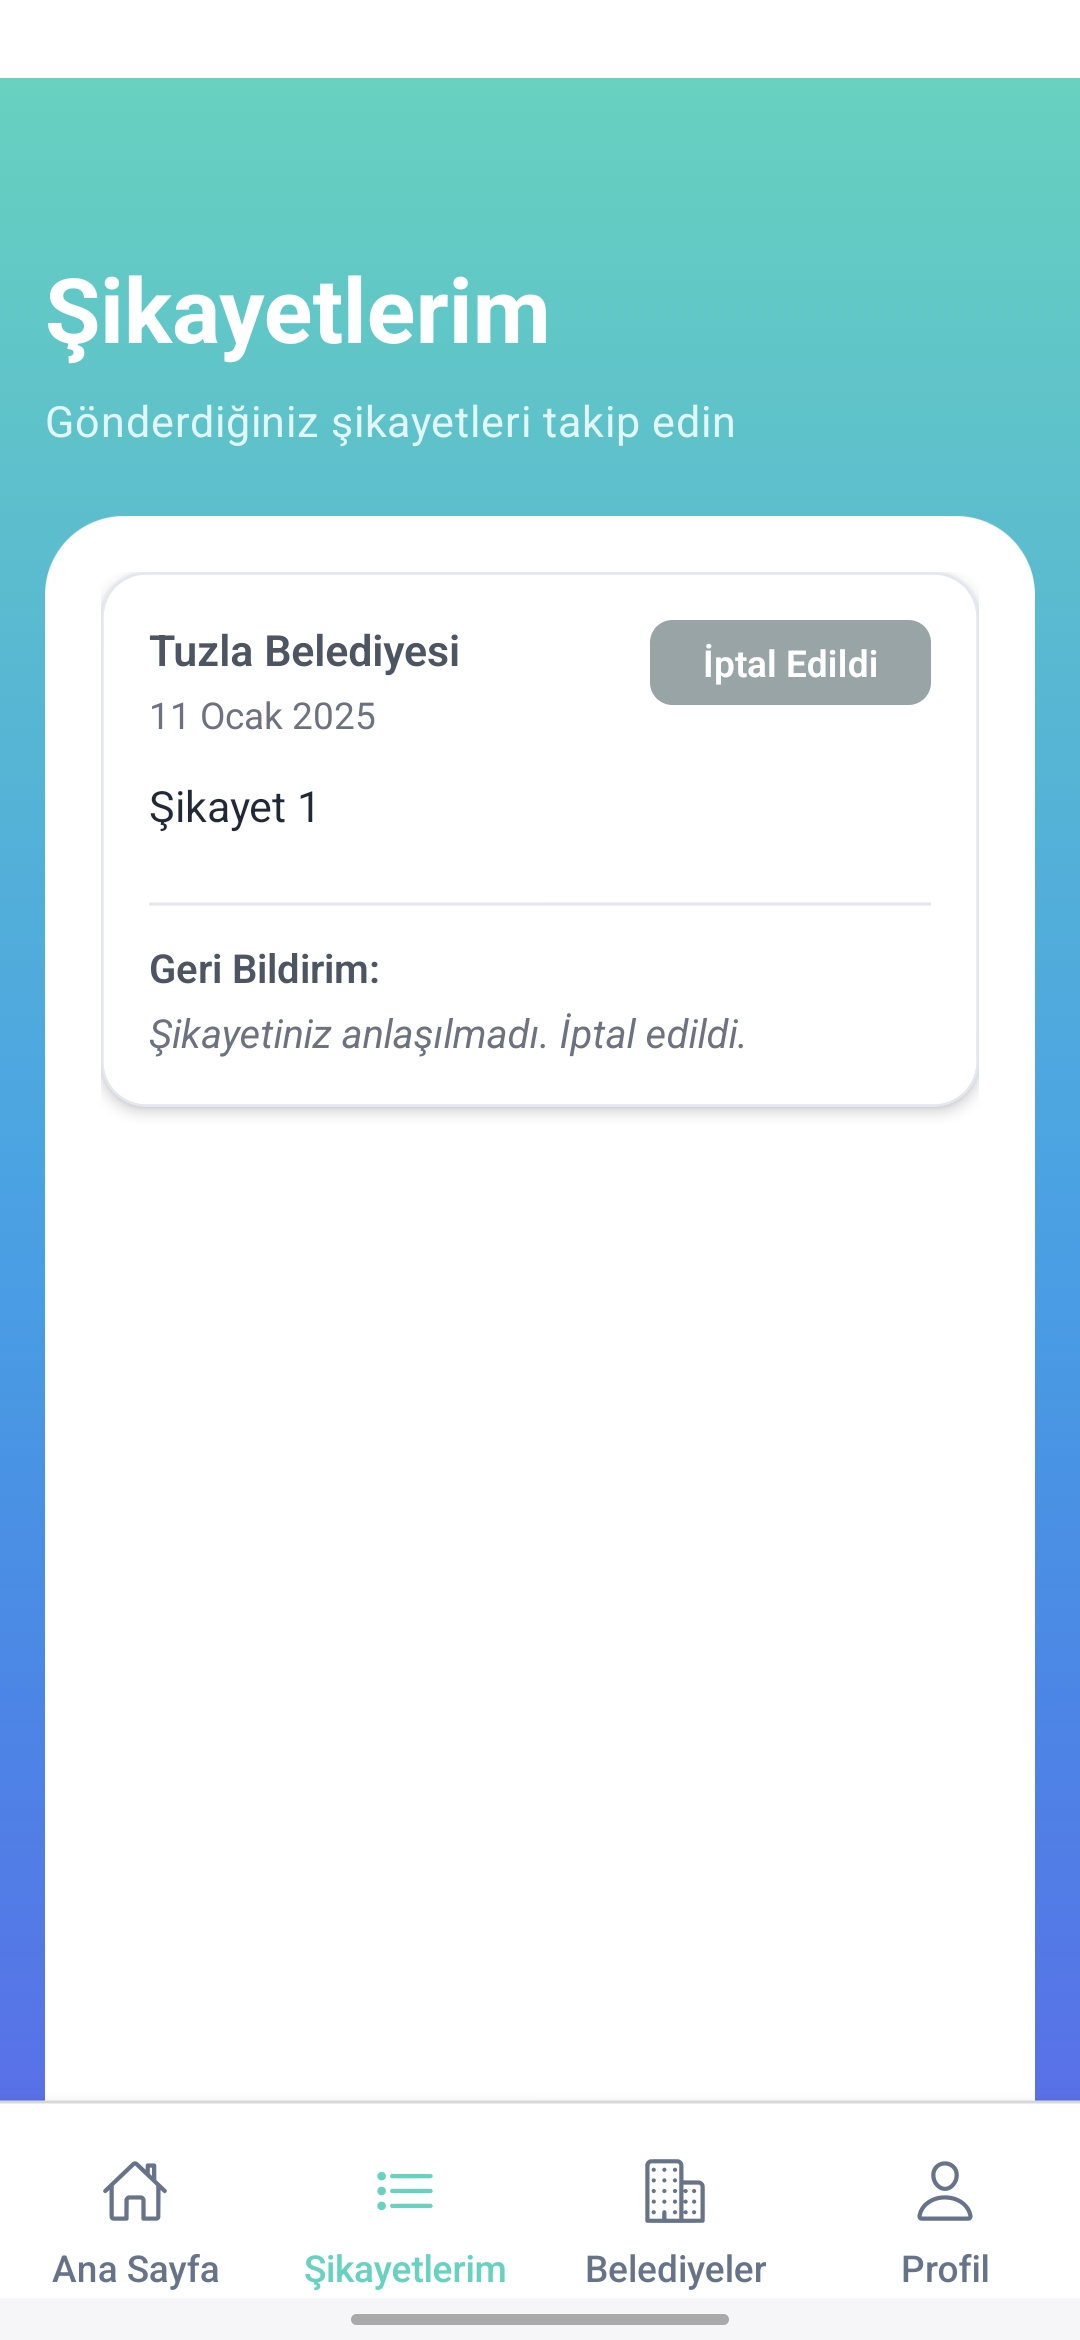 Şikayetlerim
Gönderdiğiniz şikayetleri takip edin
Tuzla Belediyesi
İptal Edildi
11 Ocak 2025
Şikayet 1
Geri Bildirim:
Şikayetiniz anlaşılmadı. İptal edildi.
Ana Sayfa
Şikayetlerim
Belediyeler
Profil